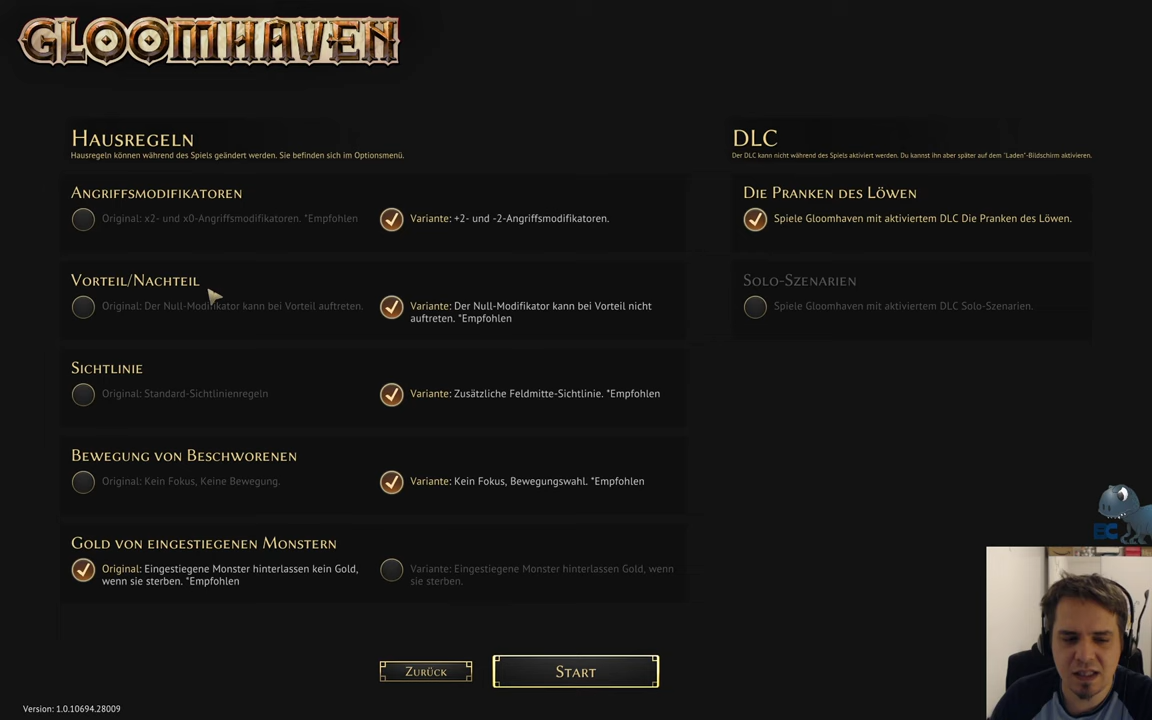 GLOOMHAVEN
Hausregeln
Hausregeln können während des Spiels geändert werden. Sie befinden sich im Optionsmenü.
Angriffsmodifikatoren
Original: x2- und x0-Angriffsmodifikatoren. *Empfohlen
Variante: +2- und -2-Angriffsmodifikatoren.
Vorteil/Nachteil
Original: Der Null-Modifikator kann bei Vorteil auftreten.
Variante: Der Null-Modifikator kann bei Vorteil nicht
auftreten. *Empfohlen
Sichtlinie
Original: Standard-Sichtlinienregeln
Variante: Zusätzliche Feldmitte-Sichtlinie. *Empfohlen
Bewegung von Beschworenen
Original: Kein Fokus, Keine Bewegung.
Variante: Kein Fokus, Bewegungswahl. *Empfohlen
Gold von eingestiegenen Monstern
Original: Eingestiegene Monster hinterlassen kein Gold,
wenn sie sterben. *Empfohlen
Variante: Eingestiegene Monster hinterlassen Gold, wenn
sie sterben.
DLC
Der DLC kann nicht während des Spiels aktiviert werden. Du kannst Ihn aber später auf dem "Laden"-Bildschirm aktivieren.
Die Pranken des Löwen
Spiele Gloomhaven mit aktiviertem DLC Die Pranken des Löwen.
Solo-Szenarien
Spiele Gloomhaven mit aktiviertem DLC Solo-Szenarien.
BC
Zurück
Start
Version: 1.0.10694.28009